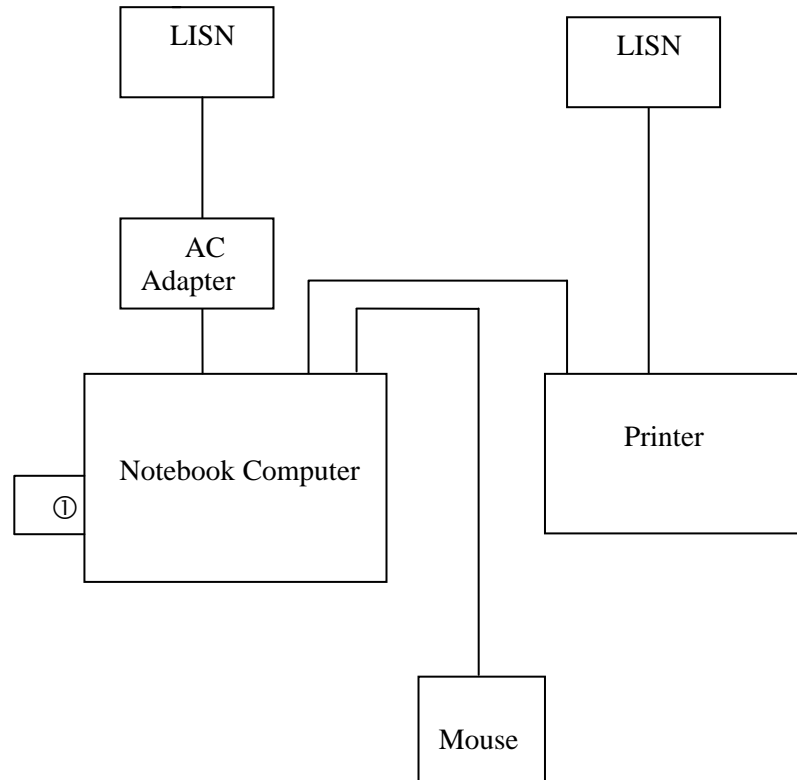 LISN
LISN
AC
Adapter
Notebook Computer
Printer
①
Mouse